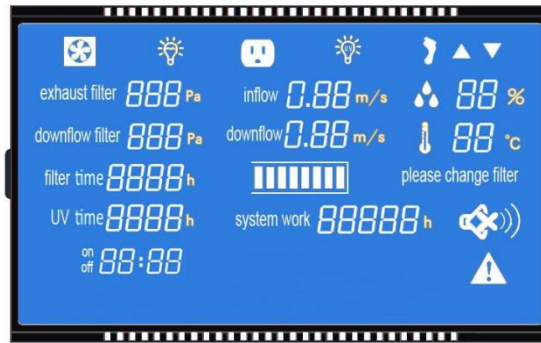 exhaust filter 888 Pa inflow 0.88 m/s 88 %
downflow filter 888 Pa downflow 0.88 m/s 88 °C
filter time 8888 h please change filter
UV time 8888 h system work 88888 h
on
off 88:88